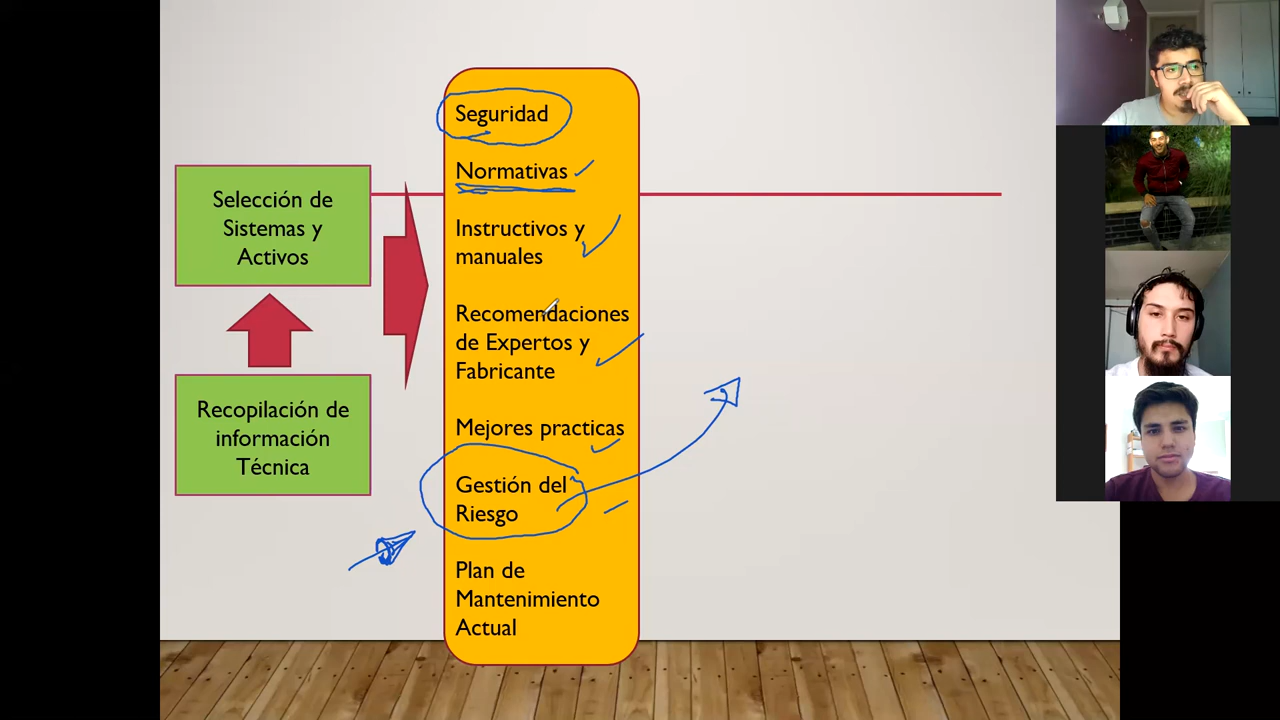 Selección de
Sistemas y
Activos
Recopilación de
información
Técnica
Seguridad
Normativas
Instructivos y
manuales
Recomendaciones
de Expertos y
Fabricante
Mejores practicas
Gestión del
Riesgo
Plan de
Mantenimiento
Actual